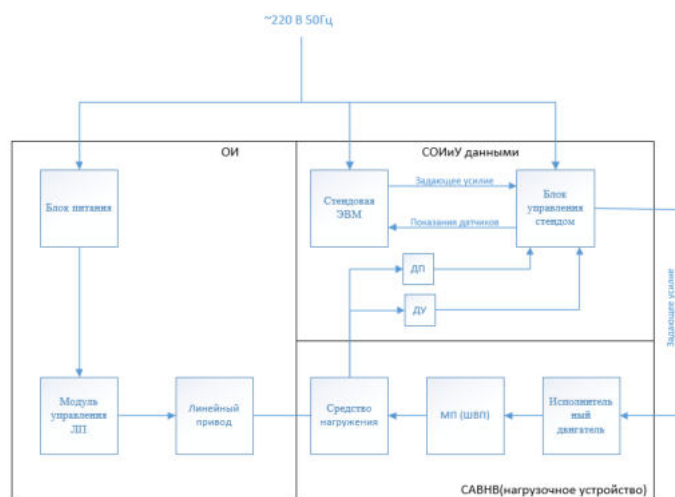 ~220 В 50Гц
ОИ
СОИиУ данными
Блок питания
Стендовая
ЭВМ
Задающее усилие
Показания датчиков
Блок
управления
стендом
ДП
ДУ
Задающее усилие
Модуль
управления
ЛП
Линейный
привод
Средство
нагружения
МП (ШВП)
Исполнитель
ный
двигатель
САВНВ(нагрузочное устройство)